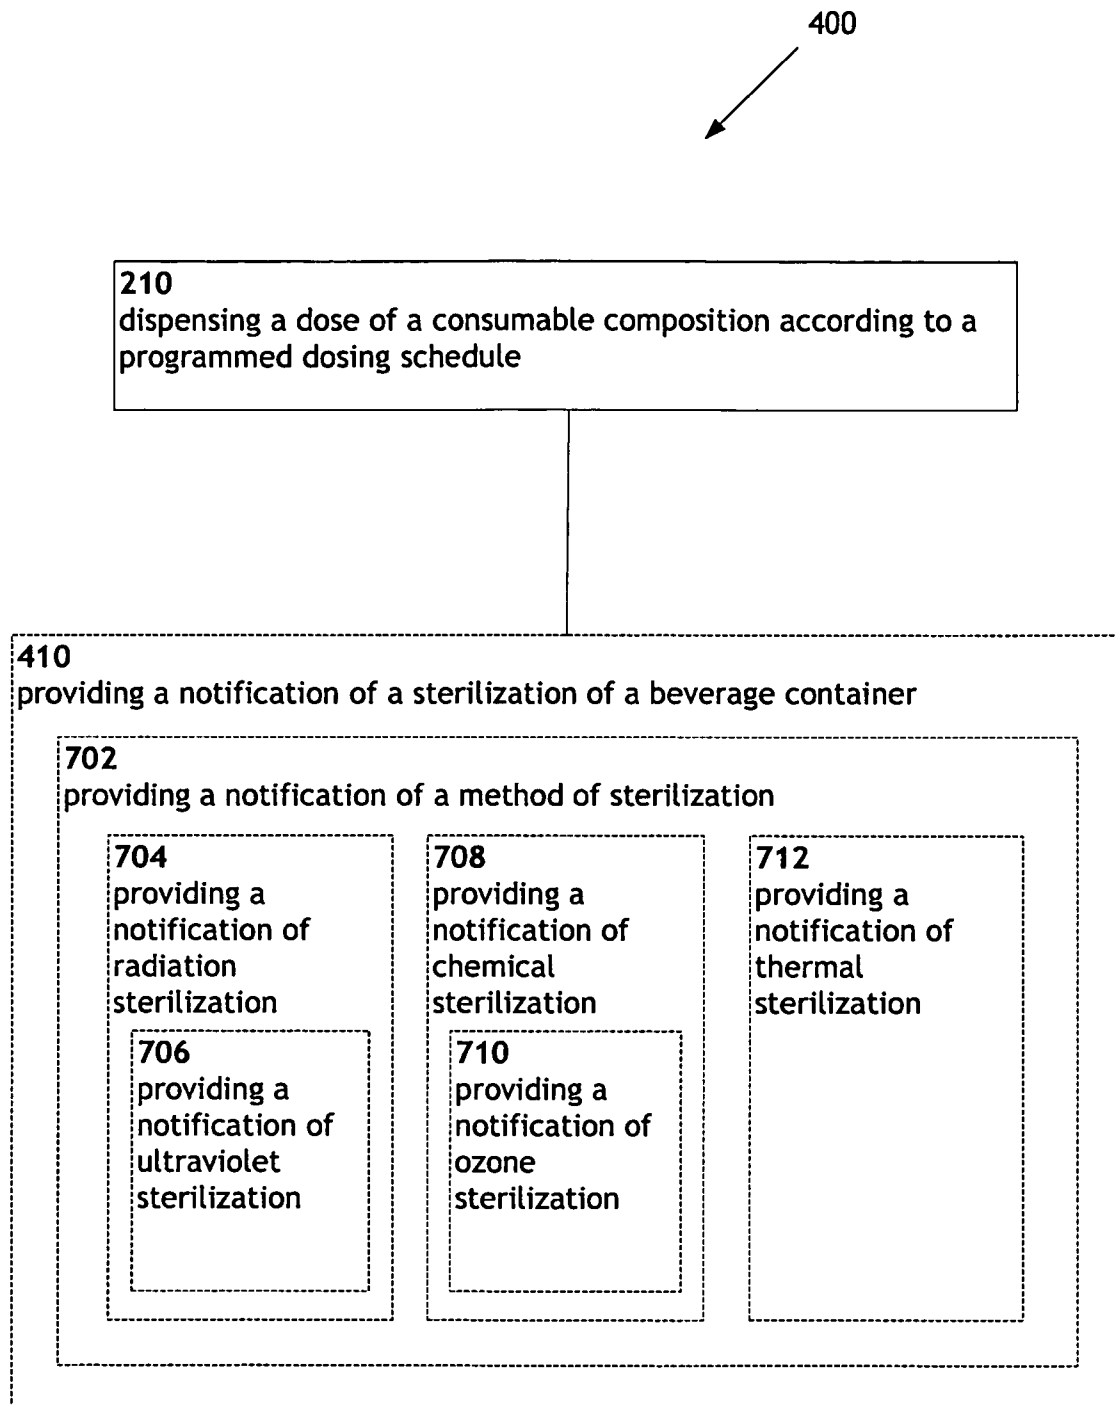 400
210
dispensing a dose of a consumable composition according to a
programmed dosing schedule
410
providing a notification of a sterilization of a beverage container
702
providing a notification of a method of sterilization
704
providing a
notification of
radiation
sterilization
706
providing a
notification of
ultraviolet
sterilization
708
providing a
notification of
chemical
sterilization
710
providing a
notification of
ozone
sterilization
712
providing a
notification of
thermal
sterilization